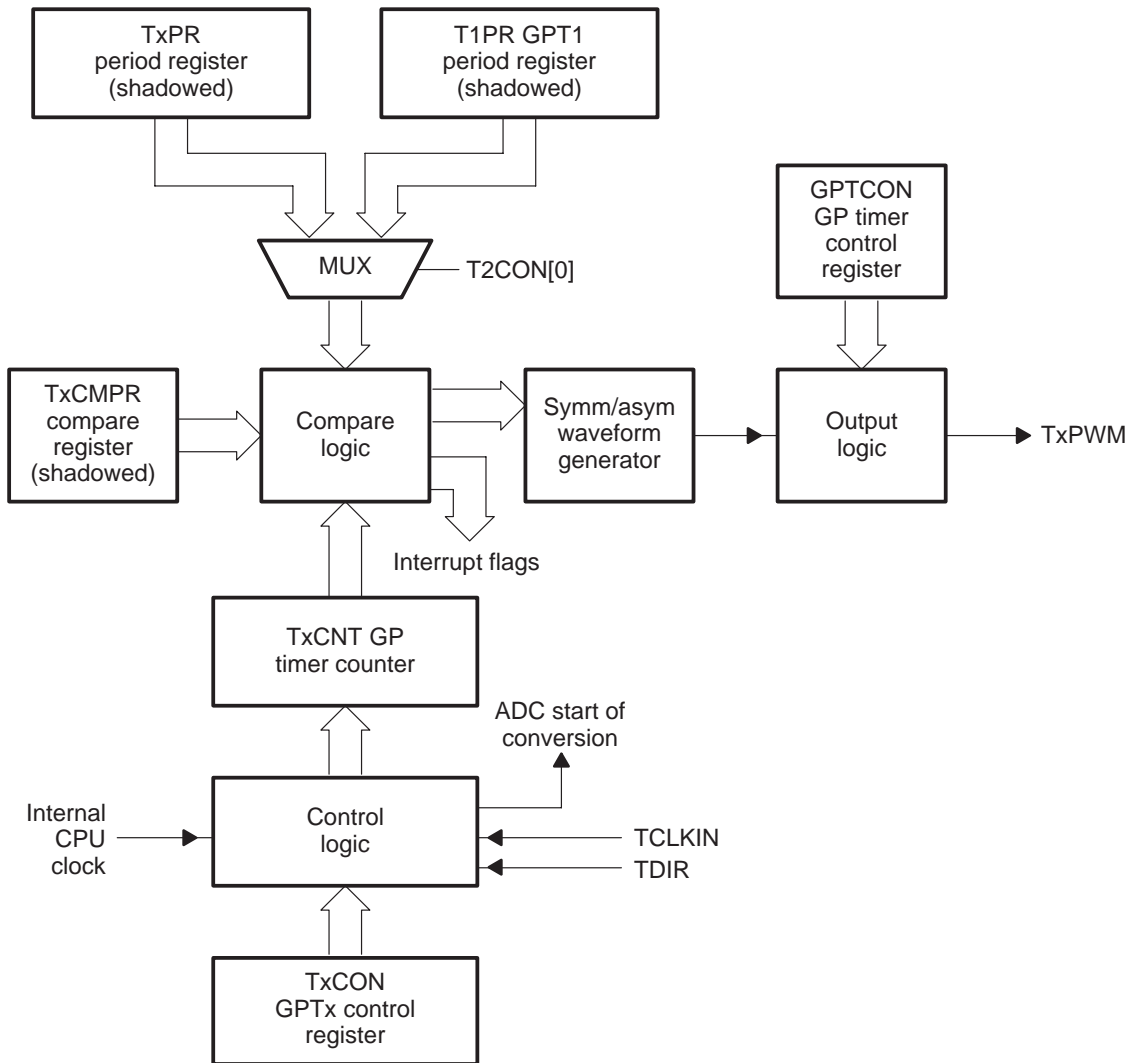 TxPR
period register
(shadowed)
T1PR GPT1
period register
(shadowed)
GPTCON
GP timer
control
register
MUX
T2CON[0]
TxCMPR
compare
register
(shadowed)
Compare
logic
Symm/asym
waveform
generator
Output
logic
TxPWM
Interrupt flags
TxCNT GP
timer counter
ADC start of
conversion
Internal
CPU
clock
Control
logic
TCLKIN
TDIR
TxCON
GPTx control
register